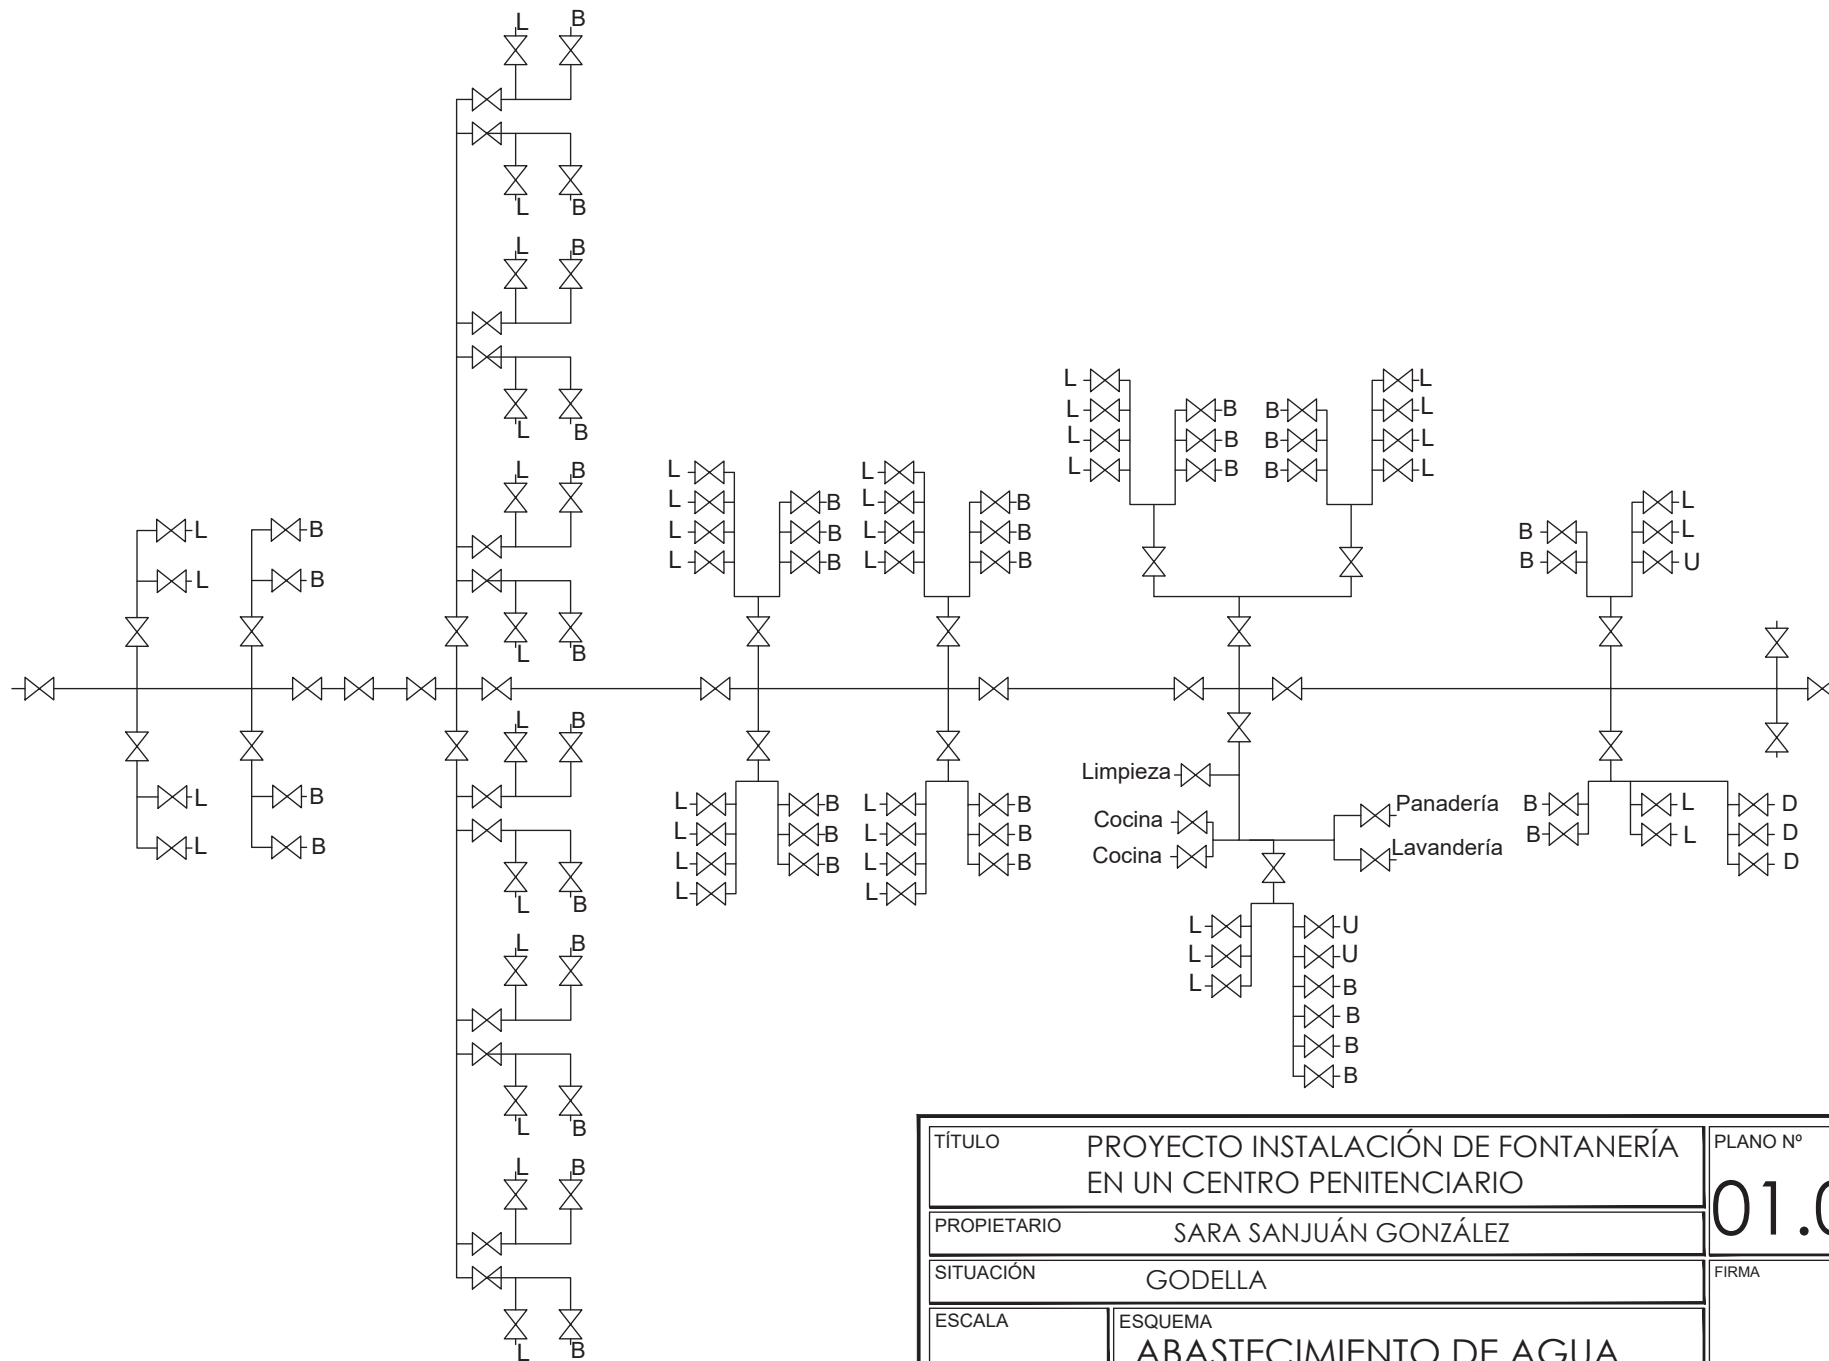 L B
L B
L B
L B
L B
L B
L L
L L
L B B L
L B B L
L B B L
L L
L L
L B L B
L B L B
L B L B
L B
L B
B L
B L
U
L B
L B
L B
L B
L B
L B
L B L B
L B L B
L B L B
L L
Limpieza
Cocina
Cocina
Panadería
Lavandería
B L D
B L D
D
L U
L U
L B
B
B
B
L B
L B
L B
L B
TÍTULO
PROYECTO INSTALACIÓN DE FONTANERÍA
EN UN CENTRO PENITENCIARIO
PLANO Nº
PROPIETARIO
SARA SANJUÁN GONZÁLEZ
SITUACIÓN
GODELLA
FIRMA
ESCALA
ESQUEMA
ABASTECIMIENTO DE AGUA